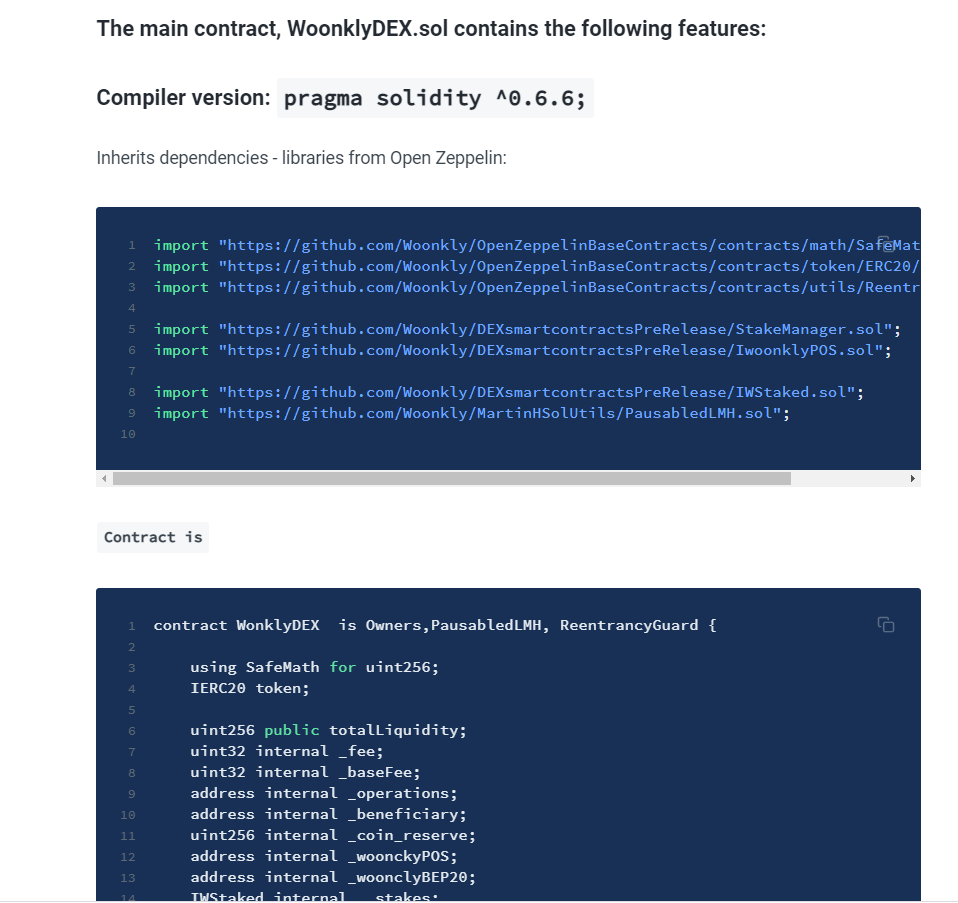 The main contract, WoonklyDEX.sol contains the following features:
Compiler version: pragma solidity ^0.6.6;
Inherits dependencies - libraries from Open Zeppelin:
1 import "https://github.com/Woonkly/OpenZeppelinBaseContracts/contracts/math/SafeMat
2 import "https://github.com/Woonkly/OpenZeppelinBaseContracts/contracts/token/ERC20/
3 import "https://github.com/Woonkly/OpenZeppelinBaseContracts/contracts/utils/Reentr
4
5 import "https://github.com/Woonkly/DEXsmartcontractsPreRelease/StakeManager.sol";
6 import "https://github.com/Woonkly/DEXsmartcontractsPreRelease/IwoonklyPOS.sol";
7
8 import "https://github.com/Woonkly/DEXsmartcontractsPreRelease/IWStaked.sol";
9 import "https://github.com/Woonkly/MartinHSolUtils/PausabledLMH.sol";
10
Contract is
1 contract WonklyDEX  is Owners,PausabledLMH, ReentrancyGuard {
2
3 using SafeMath for uint256;
4 IERC20 token;
5
6 uint256 public totalLiquidity;
7 uint32 internal _fee;
8 uint32 internal _baseFee;
9 address internal _operations;
10 address internal _beneficiary;
11 uint256 internal _coin_reserve;
12 address internal _woonckyPOS;
13 address internal _woonclyBEP20;
14 IWStaked internal __stakes;